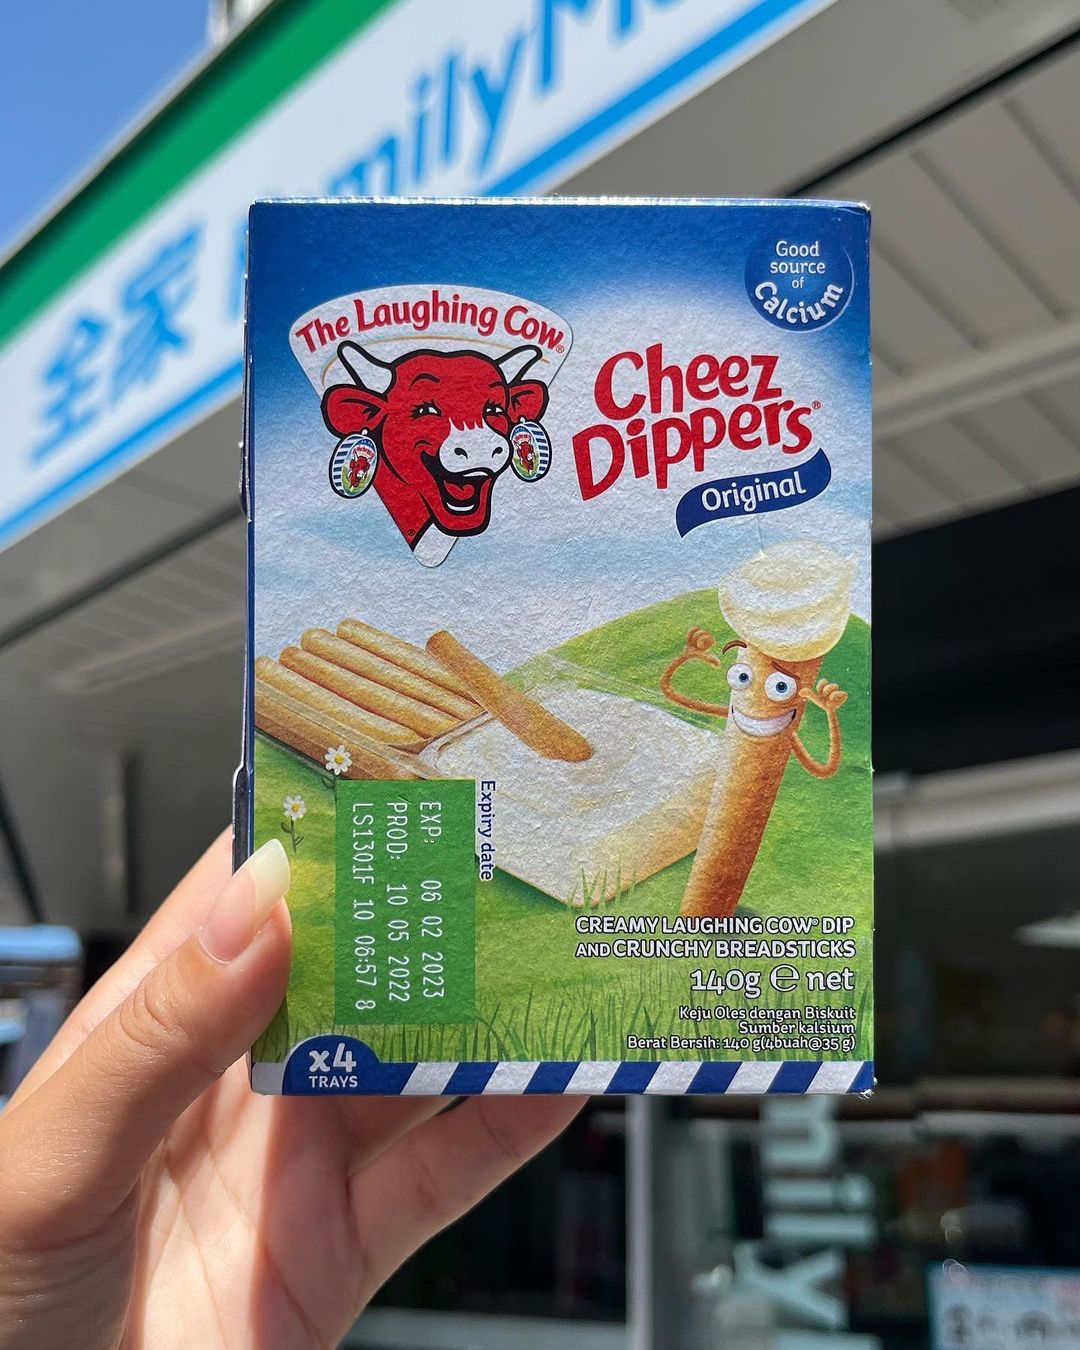 全家 FamilyMa
Good
source
of
Calcium
The Laughing Cow®
Cheez
Dippers®
Original
Expiry date
EXP: 06 02 2023
PROD: 10 05 2022
LS1301F 10 06:57 8
CREAMY LAUGHING COW® DIP
AND CRUNCHY BREADSTICKS
140g ℮ net
Keju Oles dengan Biskuit
Sumber kalsium
Berat Bersih: 140 g(4buah@35 g)
x4
TRAYS